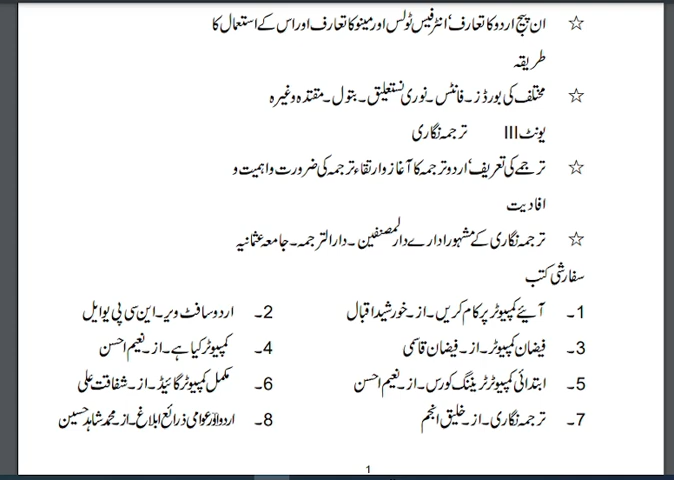 ☆ ان پیج اردو کا تعارف‘ انٹرفیس ٹولس اور مینو کا تعارف اور اس کے استعمال کا
طریقہ
☆ مختلف کی بورڈز۔ فانٹس۔ نوری نستعلیق۔ بتول۔ مقتدہ وغیرہ
یونٹ III ترجمہ نگاری
☆ ترجمے کی تعریف‘ اردو ترجمہ کا آغاز وارتقاء ترجمہ کی ضرورت واہمیت و
افادیت
☆ ترجمہ نگاری کے مشہور ادارے دارالمصنفین۔ دارالترجمہ۔ جامعہ عثمانیہ
سفارشی کتب
1۔ آیئے کمپیوٹر پر کام کریں۔ از۔ خورشید اقبال 2۔ اردو سافٹ ویر۔ این سی پی یو ایل
3۔ فیضان کمپیوٹر۔ از۔ فیضان قاسمی 4۔ کمپیوٹر کیا ہے۔ از۔ نعیم احسن
5۔ ابتدائی کمپیوٹر ٹریننگ کورس۔ از۔ نعیم احسن 6۔ مکمل کمپیوٹر گائیڈ۔ از۔ شفاقت علی
7۔ ترجمہ نگاری۔ از۔ خلیق انجم 8۔ اردو اور عوامی ذرائع ابلاغ۔ از۔ محمد شاہد حسین
1